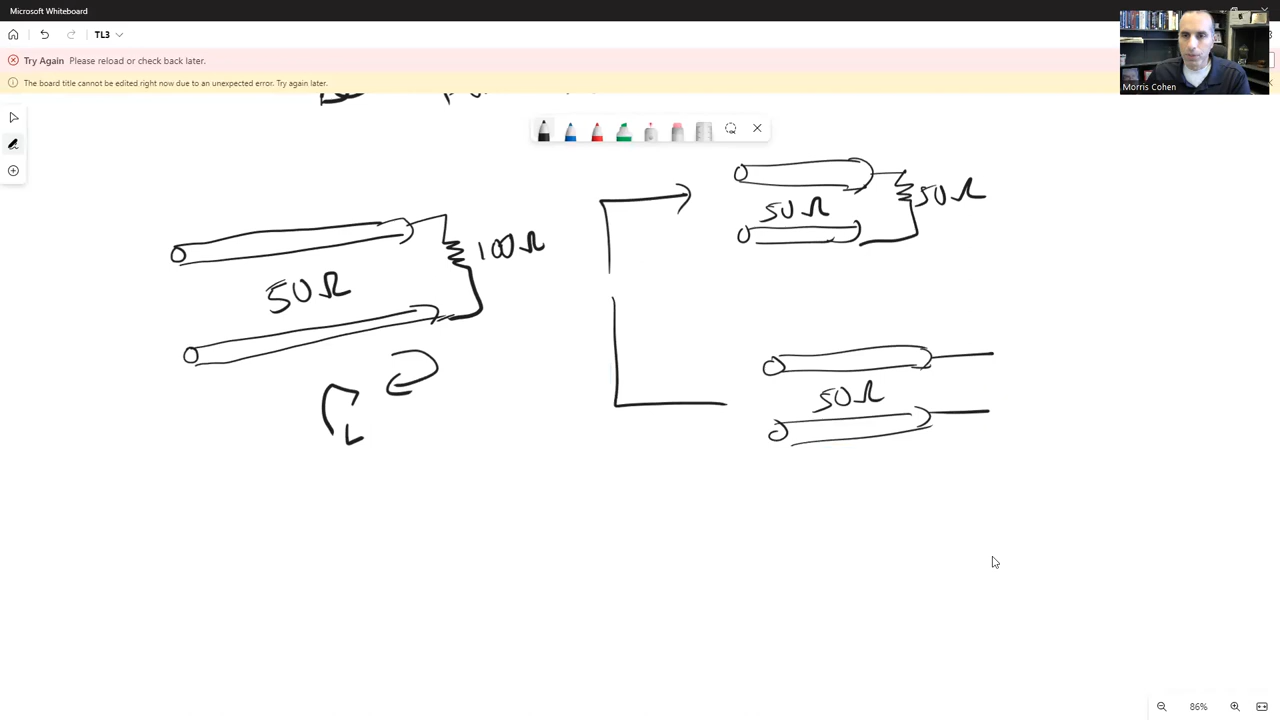 Microsoft Whiteboard
TL3
Try Again Please reload or check back later.
The board title cannot be edited right now due to an unexpected error. Try again later.
Morris Cohen
50Ω
100Ω
50Ω
50Ω
50Ω
86%